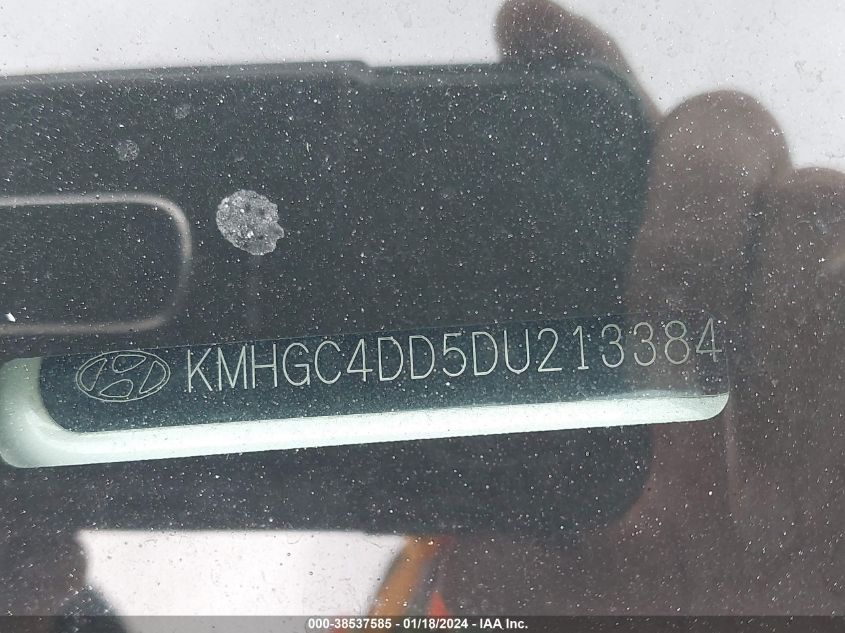 KMHGC4DD5DU213384
000-38537585 - 01/18/2024 - IAA Inc.